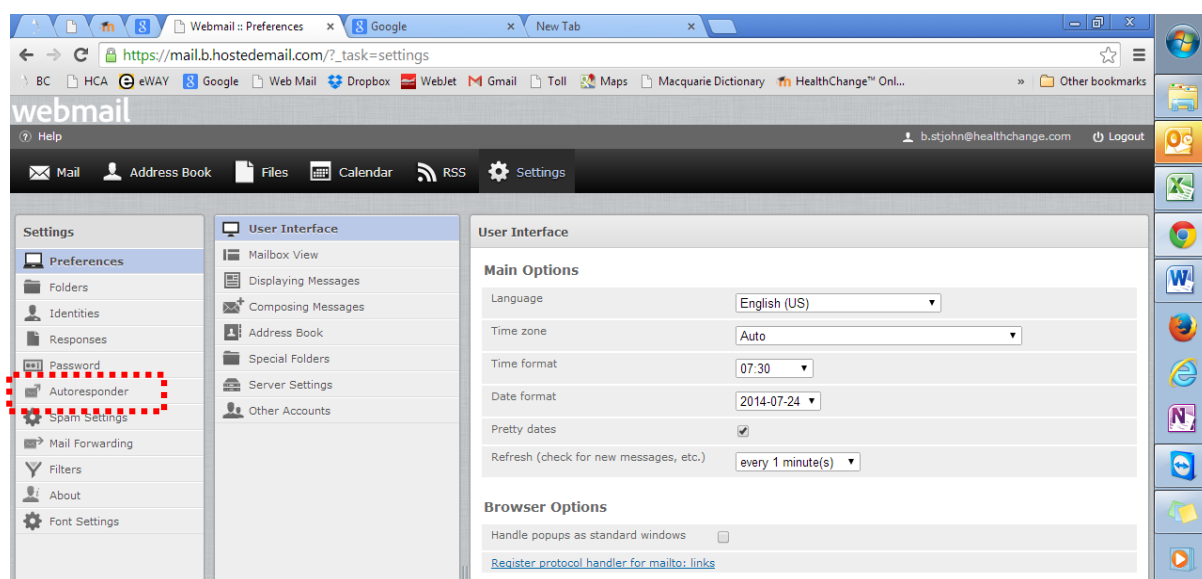 Webmail :: Preferences × Google × New Tab ×
https://mail.b.hostedemail.com/?_task=settings
BC HCA eWAY Google Web Mail Dropbox WebJet Gmail Toll Maps Macquarie Dictionary HealthChange™ Onl... » Other bookmarks
webmail
Help b.stjohn@healthchange.com Logout
Mail Address Book Files Calendar RSS Settings
Settings
Preferences
Folders
Identities
Responses
Password
Autoresponder
Spam Settings
Mail Forwarding
Filters
About
Font Settings
User Interface
Mailbox View
Displaying Messages
Composing Messages
Address Book
Special Folders
Server Settings
Other Accounts
User Interface
Main Options
Language English (US)
Time zone Auto
Time format 07:30
Date format 2014-07-24
Pretty dates
Refresh (check for new messages, etc.) every 1 minute(s)
Browser Options
Handle popups as standard windows
Register protocol handler for mailto: links